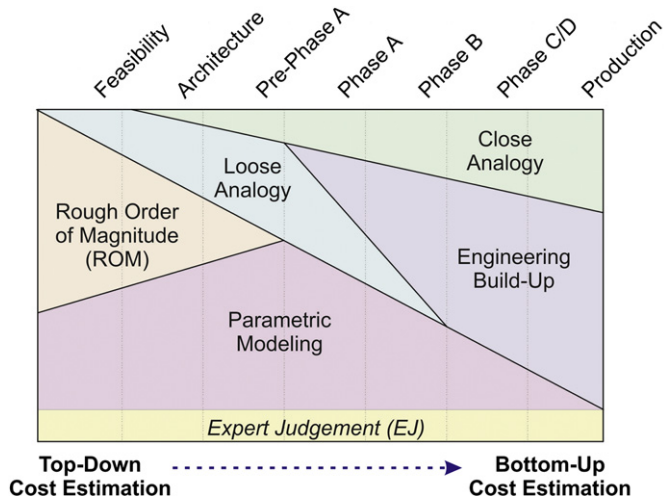 Feasibility
Architecture
Pre-Phase A
Phase A
Phase B
Phase C/D
Production
Close
Analogy
Loose
Analogy
Rough Order
of Magnitude
(ROM)
Engineering
Build-Up
Parametric
Modeling
Expert Judgement (EJ)
Top-Down
Cost Estimation
Bottom-Up
Cost Estimation